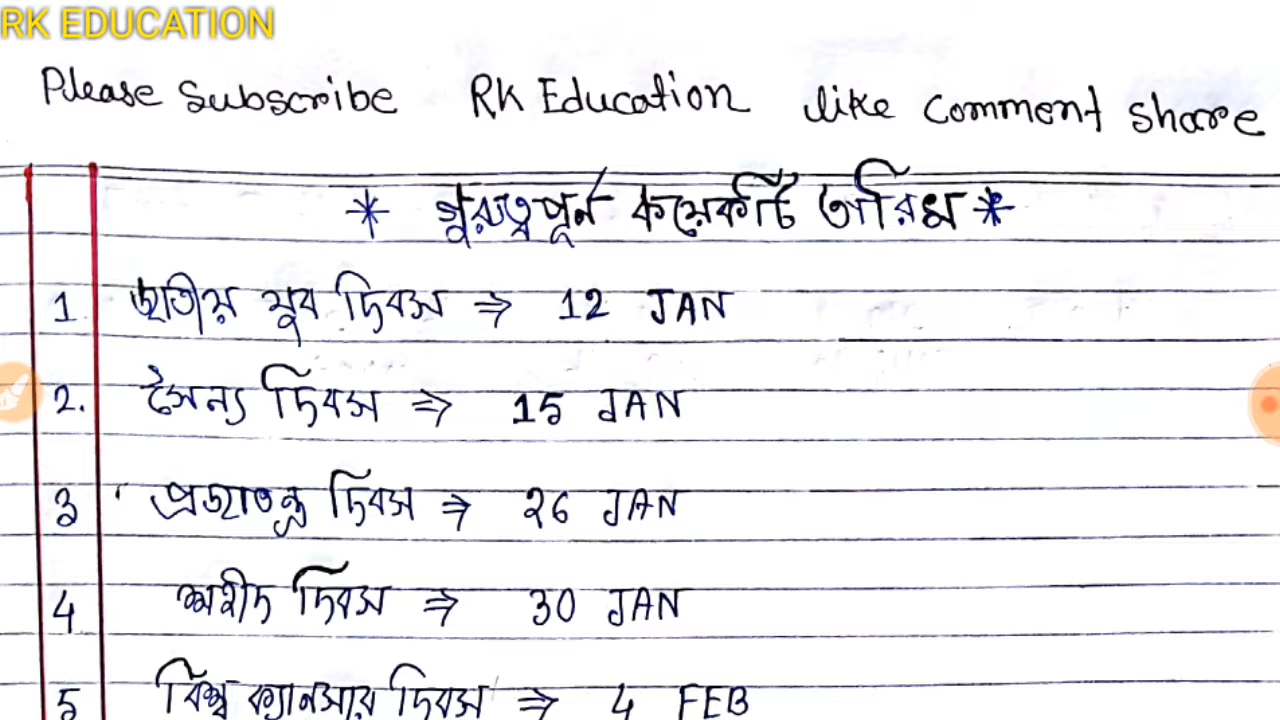 RK EDUCATION
Please Subscribe RK Education like Comment Share
* গুরুত্বপূর্ন কয়েকটি তারিখ *
1 জাতীয় যুব দিবস ⇒ 12 JAN
2. সৈন্য দিবস ⇒ 15 JAN
3 প্রজাতন্ত্র দিবস ⇒ 26 JAN
4 শহীদ দিবস ⇒ 30 JAN
5 বিশ্ব ক্যানসার দিবস ⇒ 4 FEB